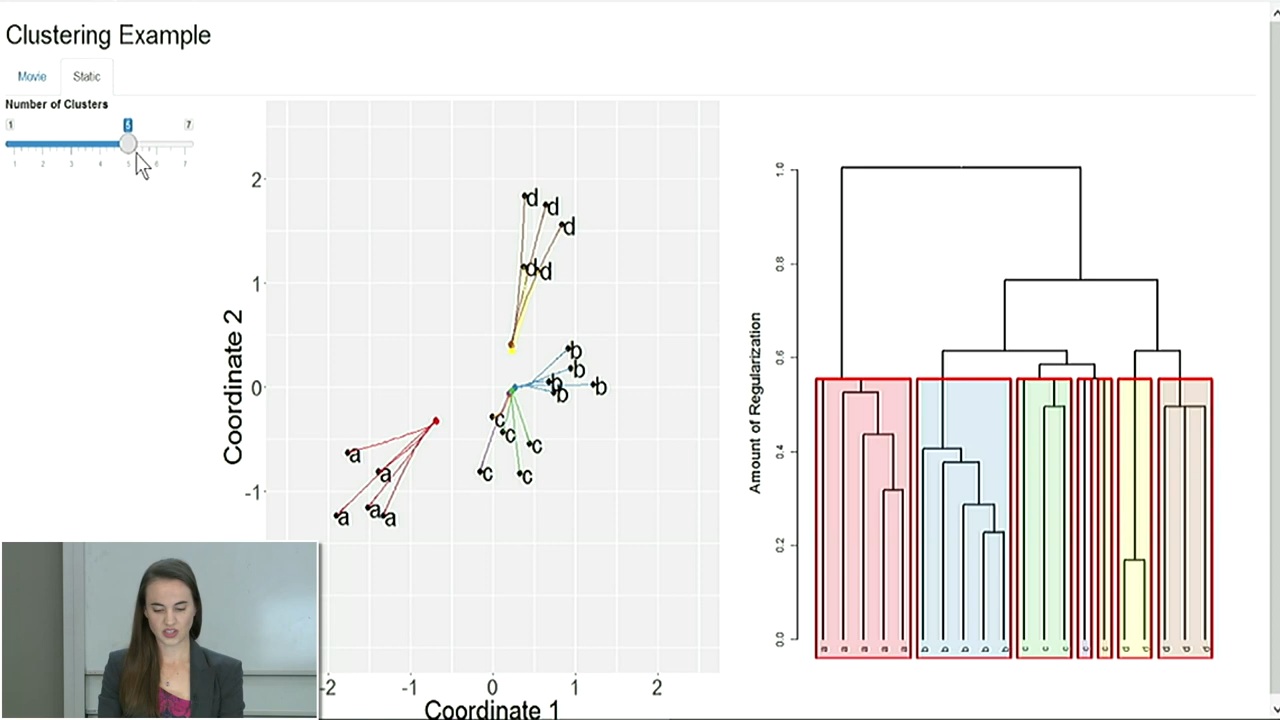 Clustering Example
Movie Static
Number of Clusters
1 5 7
1 2 3 4 5 6 7
Coordinate 2
2
1
0
-1
d
d
d
d d
b
b
b b
b
c
c
c
c c
a
a
a a a
-2 -1 0 1 2
Coordinate 1
Amount of Regularization
1.0
0.8
0.6
0.4
0.2
0.0
a a a a a b b b b b c c c c c d d d d d